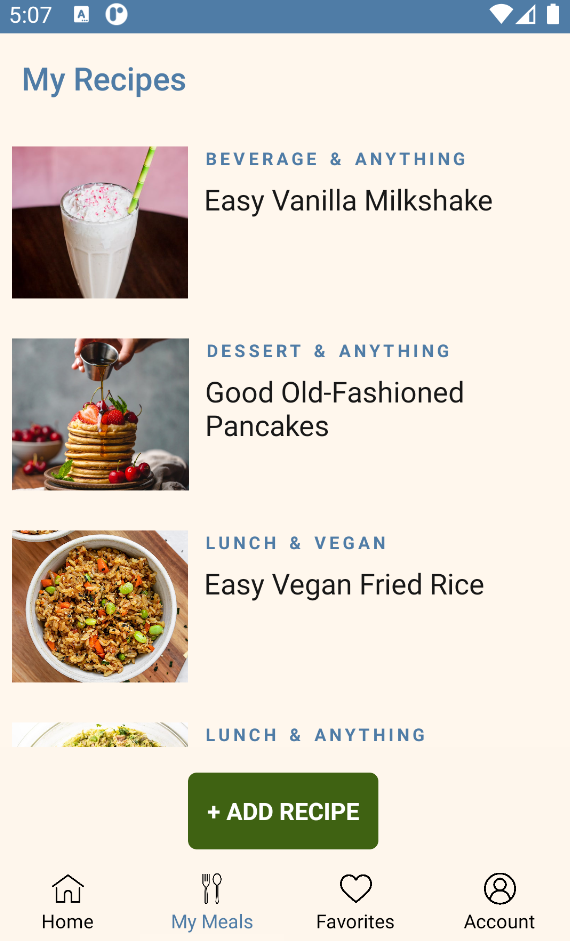 5:07
My Recipes
BEVERAGE & ANYTHING
Easy Vanilla Milkshake
DESSERT & ANYTHING
Good Old-Fashioned
Pancakes
LUNCH & VEGAN
Easy Vegan Fried Rice
LUNCH & ANYTHING
+ ADD RECIPE
Home
My Meals
Favorites
Account